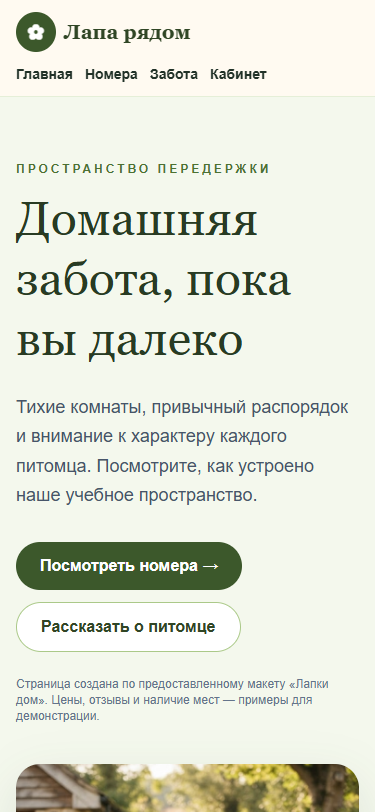 Лапа рядом
Главная Номера Забота Кабинет
ПРОСТРАНСТВО ПЕРЕДЕРЖКИ
Домашняя
забота, пока
вы далеко
Тихие комнаты, привычный распорядок
и внимание к характеру каждого
питомца. Посмотрите, как устроено
наше учебное пространство.
Посмотреть номера →
Рассказать о питомце
Страница создана по предоставленному макету «Лапки
дом». Цены, отзывы и наличие мест — примеры для
демонстрации.